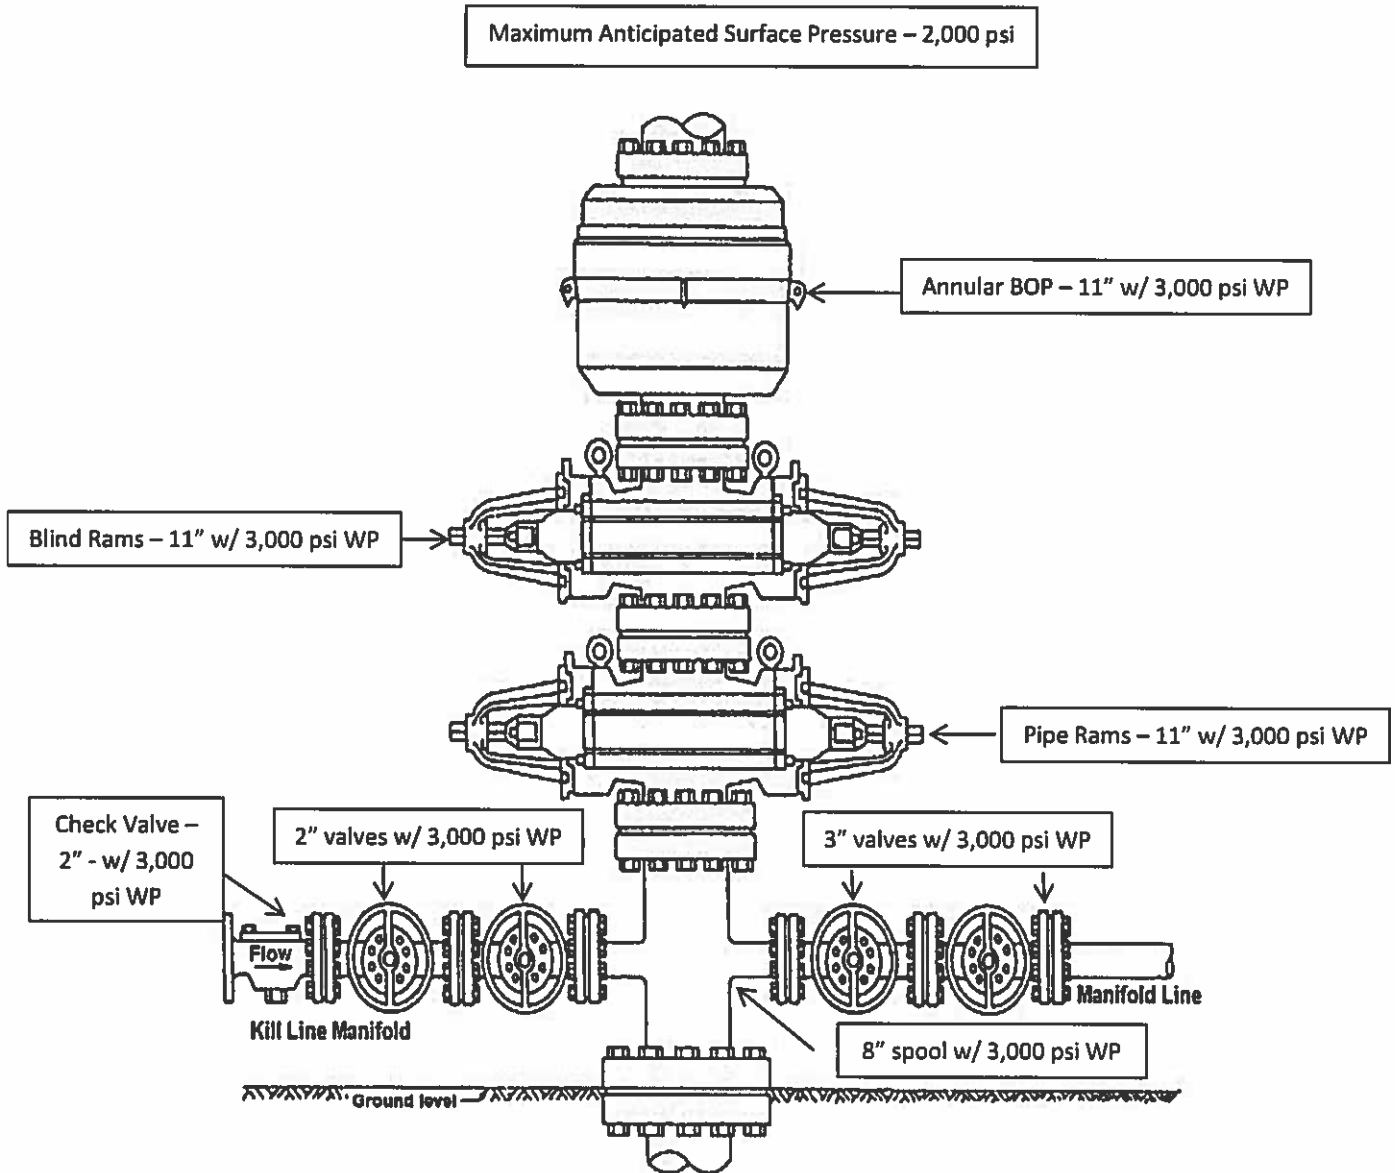 Maximum Anticipated Surface Pressure – 2,000 psi
Annular BOP – 11” w/ 3,000 psi WP
Blind Rams – 11” w/ 3,000 psi WP
Pipe Rams – 11” w/ 3,000 psi WP
Check Valve –
2” - w/ 3,000
psi WP
2” valves w/ 3,000 psi WP
3” valves w/ 3,000 psi WP
Flow
Kill Line Manifold
Manifold Line
8” spool w/ 3,000 psi WP
Ground level